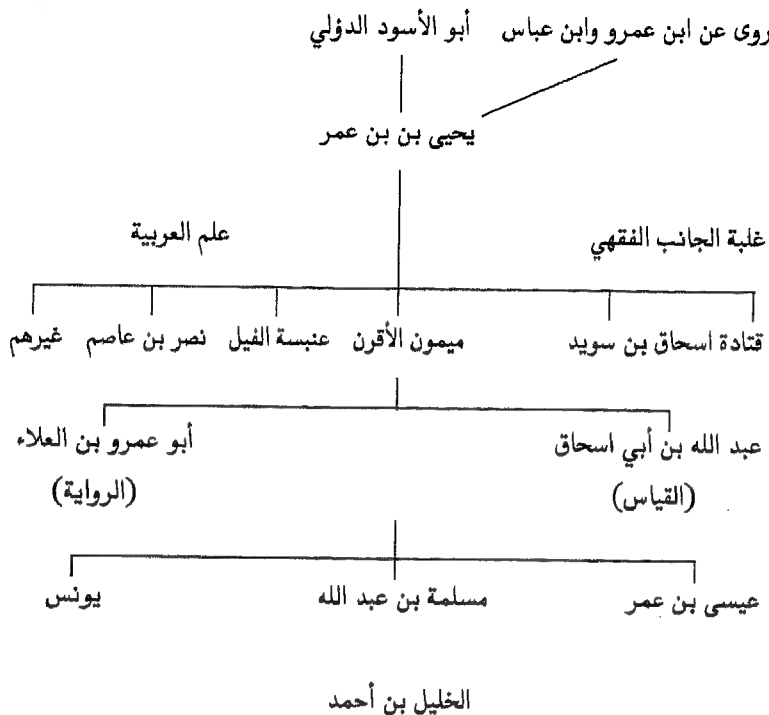 روى عن ابن عمرو وابن عباس أبو الأسود الدؤلي
يحيى بن بن عمر
غلبة الجانب الفقهي علم العربية
قتادة اسحاق بن سويد ميمون الأقرن عنبسة الفيل نصر بن عاصم غيرهم
عبد الله بن أبي اسحاق أبو عمرو بن العلاء
(القياس) (الرواية)
عيسى بن عمر مسلمة بن عبد الله يونس
الخليل بن أحمد